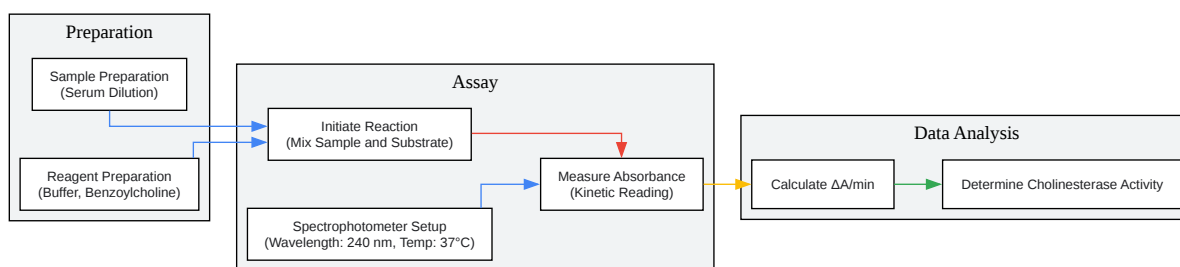 Preparation
Sample Preparation
(Serum Dilution)
Reagent Preparation
(Buffer, Benzoylcholine)
Assay
Initiate Reaction
(Mix Sample and Substrate)
Measure Absorbance
(Kinetic Reading)
Spectrophotometer Setup
(Wavelength: 240 nm, Temp: 37°C)
Data Analysis
Calculate ΔA/min
Determine Cholinesterase Activity